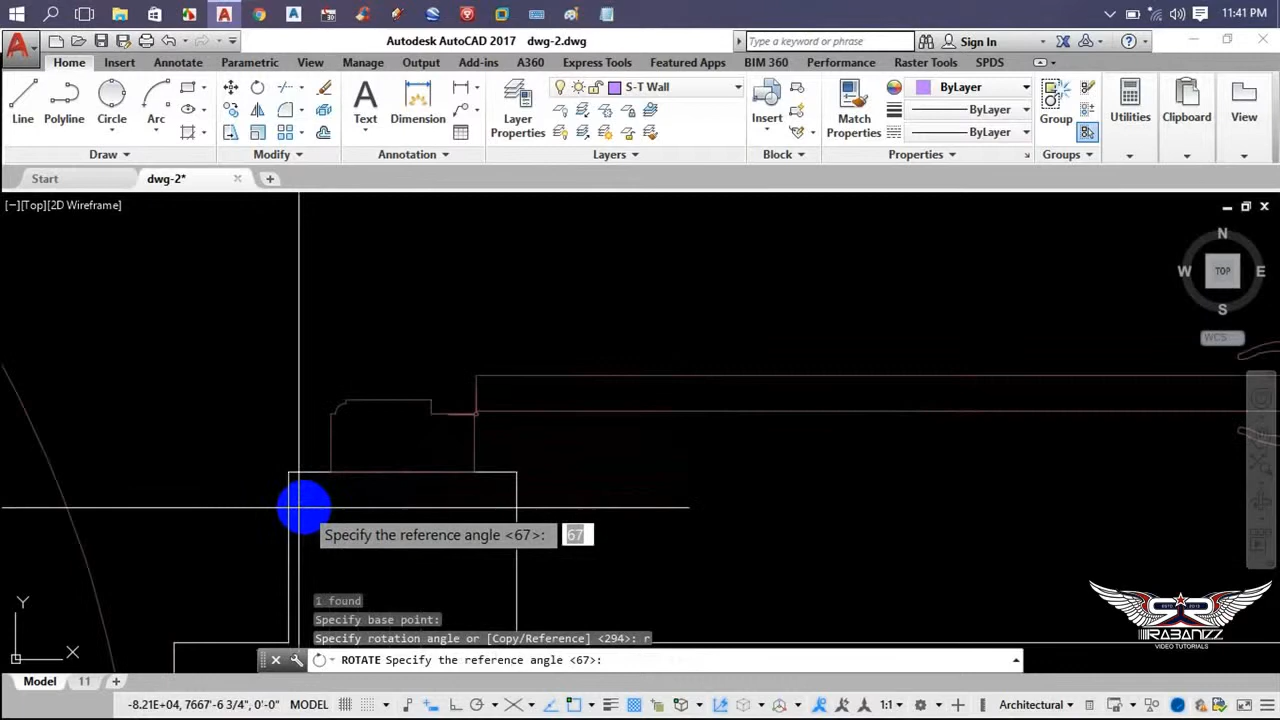 11:41 PM
Autodesk AutoCAD 2017 dwg-2.dwg
Type a keyword or phrase
Sign In
Home Insert Annotate Parametric View Manage Output Add-ins A360 Express Tools Featured Apps BIM 360 Performance Raster Tools SPDS
Line Polyline Circle Arc
Text Dimension
Layer Properties
S-T Wall
Insert
Match Properties
ByLayer
ByLayer
ByLayer
Group
Utilities
Clipboard
View
Draw Modify Annotation Layers Block Properties Groups
Start dwg-2*
[−][Top][2D Wireframe]
N
W TOP E
S
WCS
Specify the reference angle <67>: 67
1 found
Specify base point:
Specify rotation angle or [Copy/Reference] <294>: r
ROTATE Specify the reference angle <67>:
Y
X
RABANIZZ
VIDEO TUTORIALS
Model 11
-8.21E+04, 7667'-6 3/4", 0'-0" MODEL
1:1
Architectural